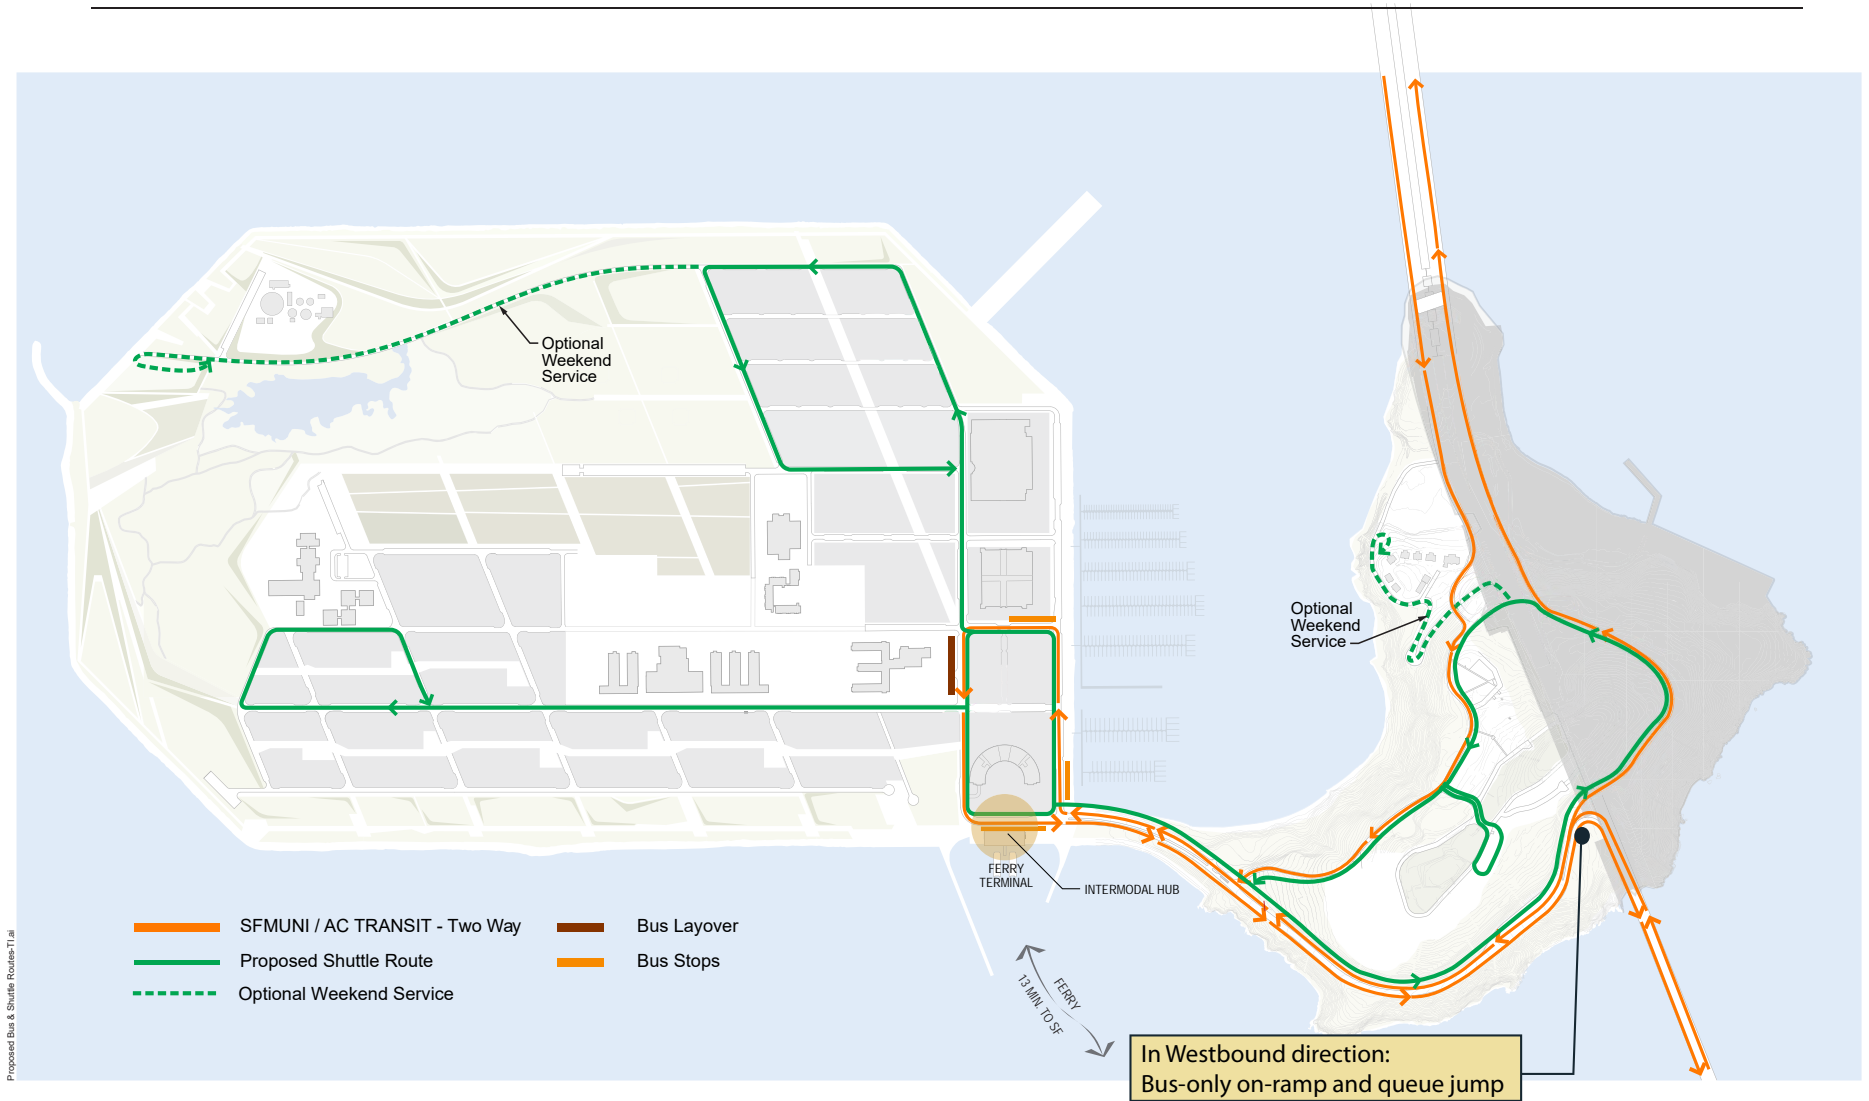 Optional
Weekend
Service
Optional
Weekend
Service
FERRY
TERMINAL
INTERMODAL HUB
SFMUNI / AC TRANSIT - Two Way
Bus Layover
Proposed Shuttle Route
Bus Stops
Optional Weekend Service
FERRY
13 MIN. TO SF
In Westbound direction:
Bus-only on-ramp and queue jump
Proposed Bus & Shuttle Routes-TI.ai